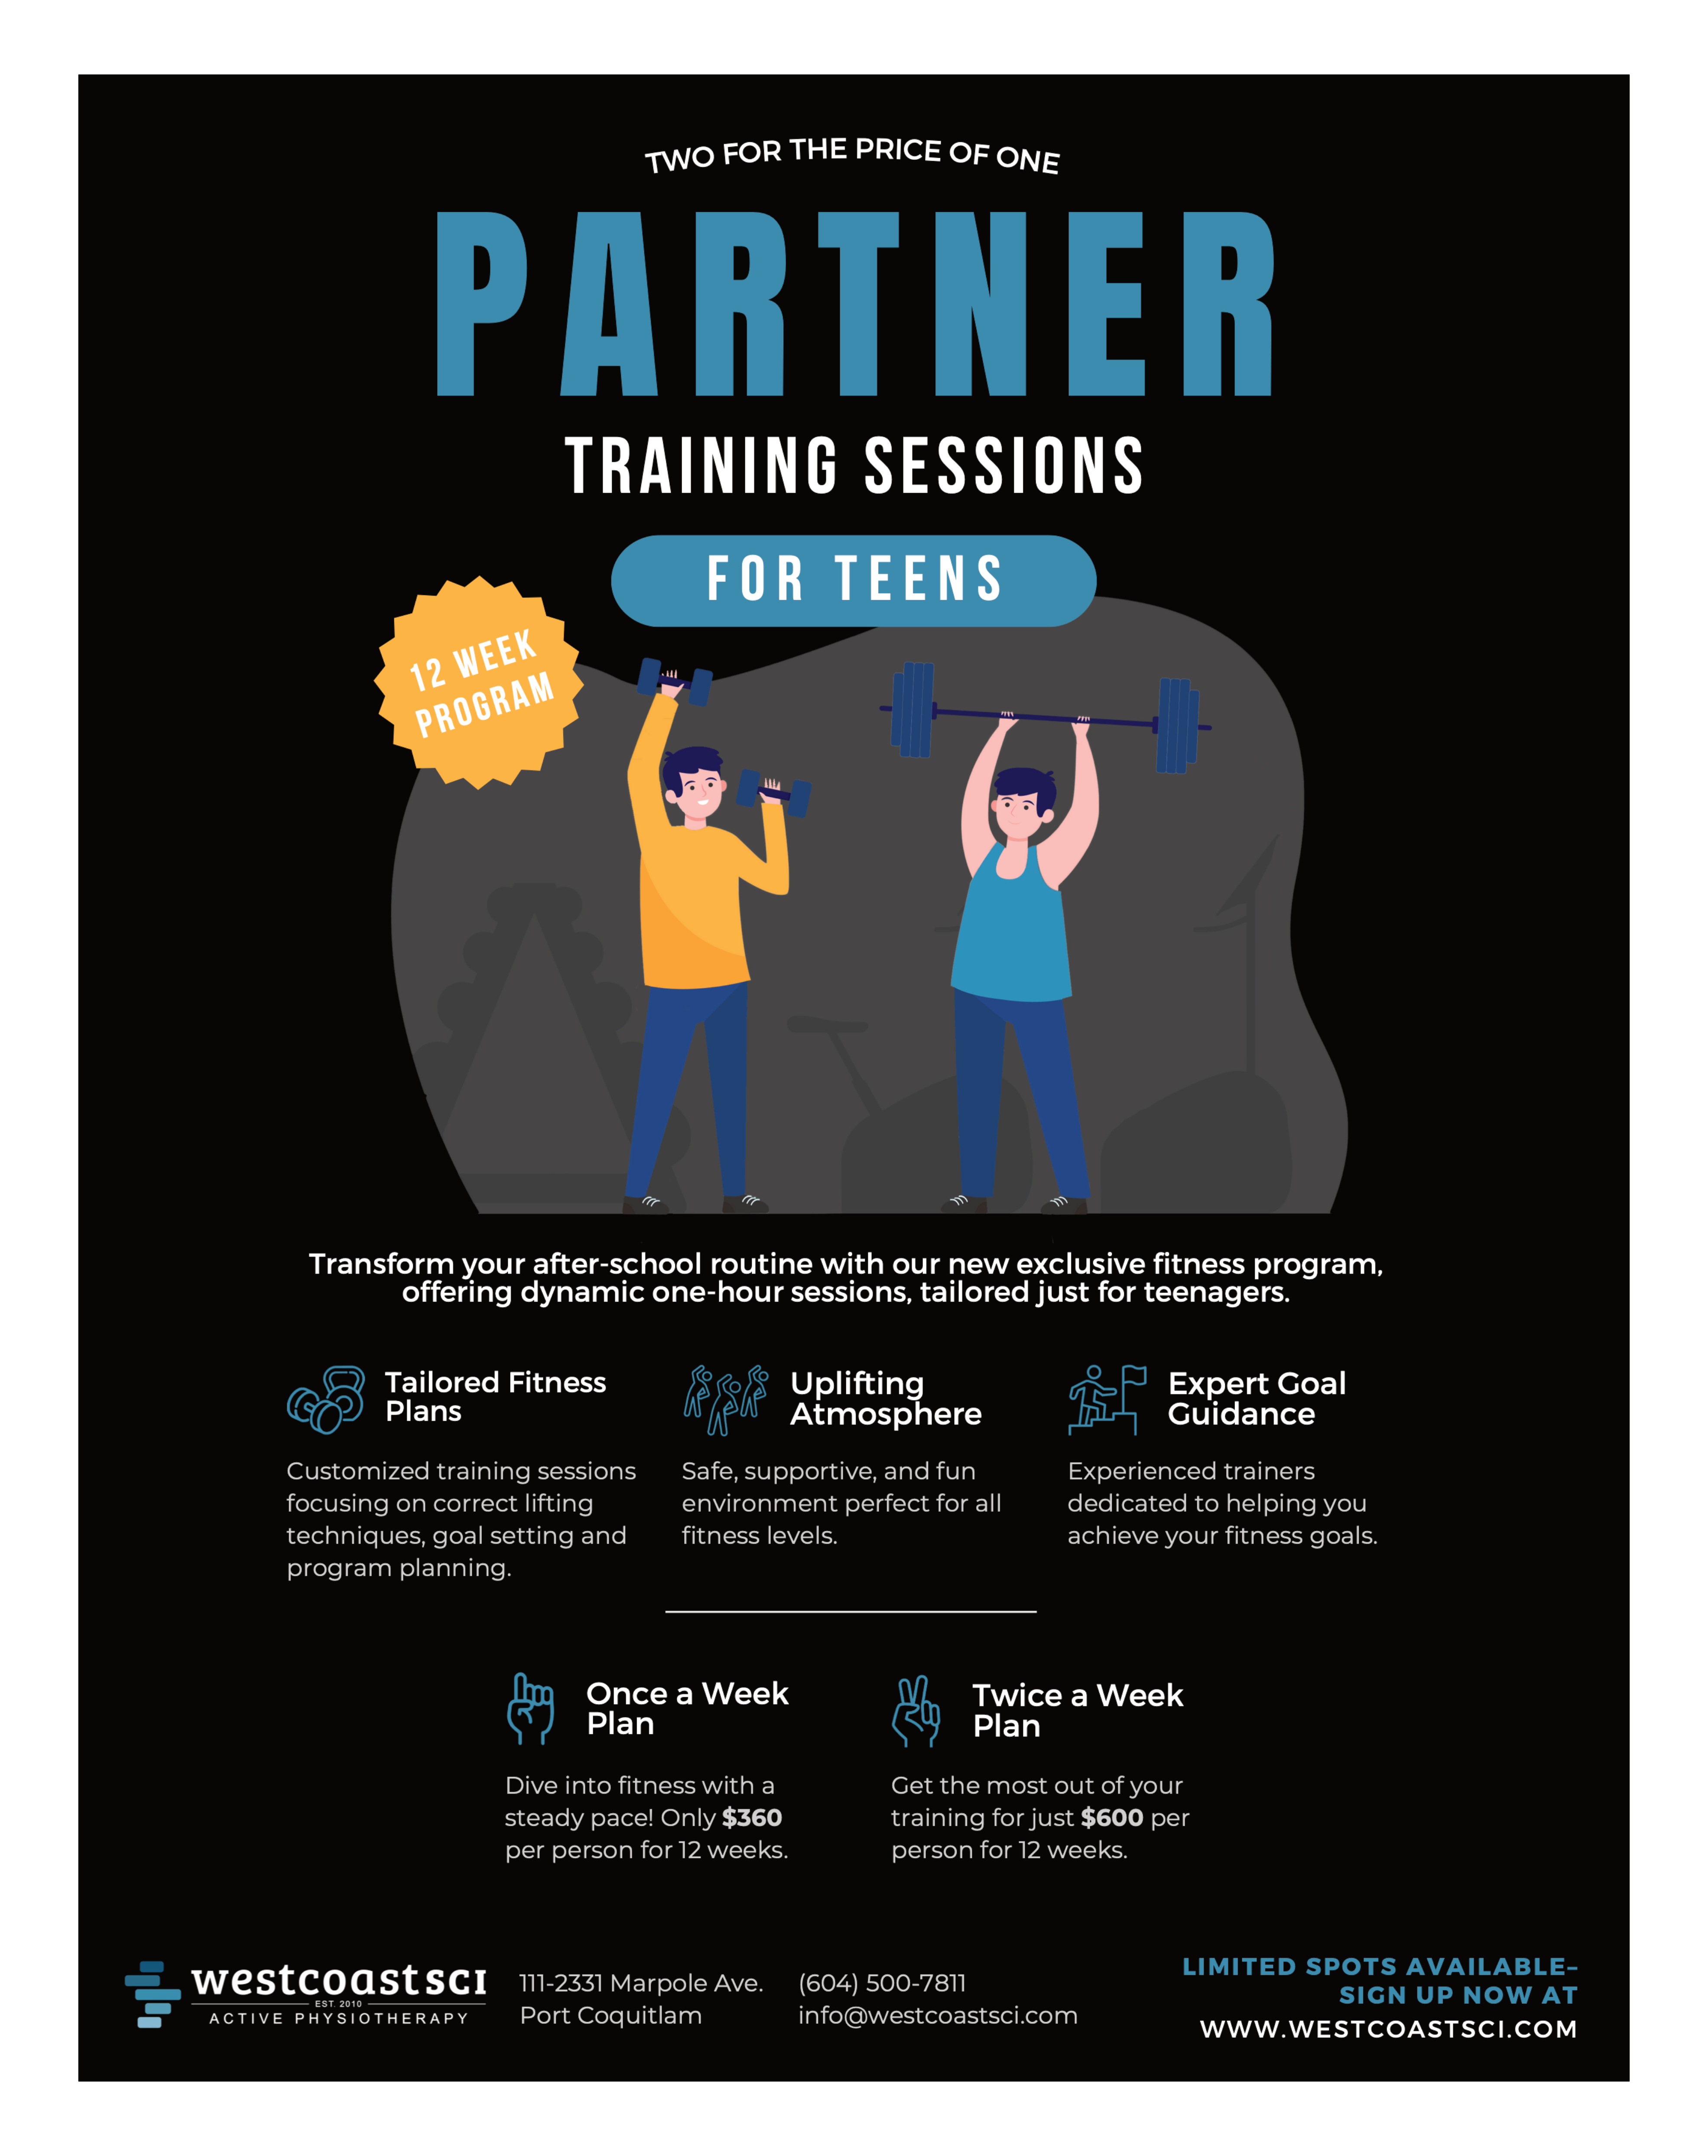 TWO FOR THE PRICE OF ONE
PARTNER
TRAINING SESSIONS
FOR TEENS
12 WEEK
PROGRAM
Transform your after-school routine with our new exclusive fitness program,
offering dynamic one-hour sessions, tailored just for teenagers.
Tailored Fitness
Plans
Customized training sessions
focusing on correct lifting
techniques, goal setting and
program planning.
Uplifting
Atmosphere
Safe, supportive, and fun
environment perfect for all
fitness levels.
Expert Goal
Guidance
Experienced trainers
dedicated to helping you
achieve your fitness goals.
Once a Week
Plan
Dive into fitness with a
steady pace! Only $360
per person for 12 weeks.
Twice a Week
Plan
Get the most out of your
training for just $600 per
person for 12 weeks.
westcoastsci
EST. 2010
ACTIVE PHYSIOTHERAPY
111-2331 Marpole Ave.
Port Coquitlam
(604) 500-7811
info@westcoastsci.com
LIMITED SPOTS AVAILABLE–
SIGN UP NOW AT
WWW.WESTCOASTSCI.COM